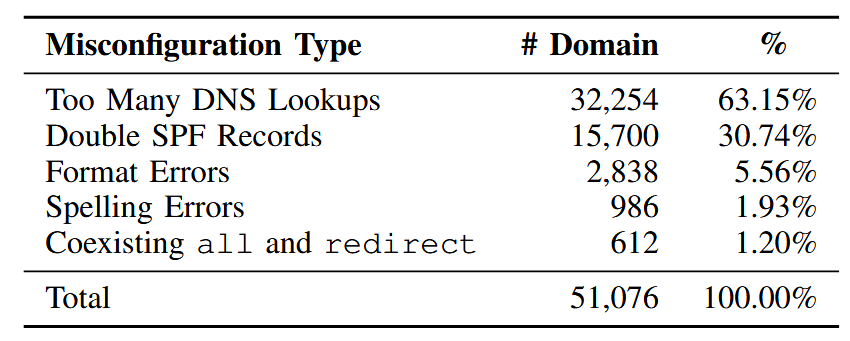 Misconfiguration Type # Domain %
Too Many DNS Lookups 32,254 63.15%
Double SPF Records 15,700 30.74%
Format Errors 2,838 5.56%
Spelling Errors 986 1.93%
Coexisting all and redirect 612 1.20%
Total 51,076 100.00%